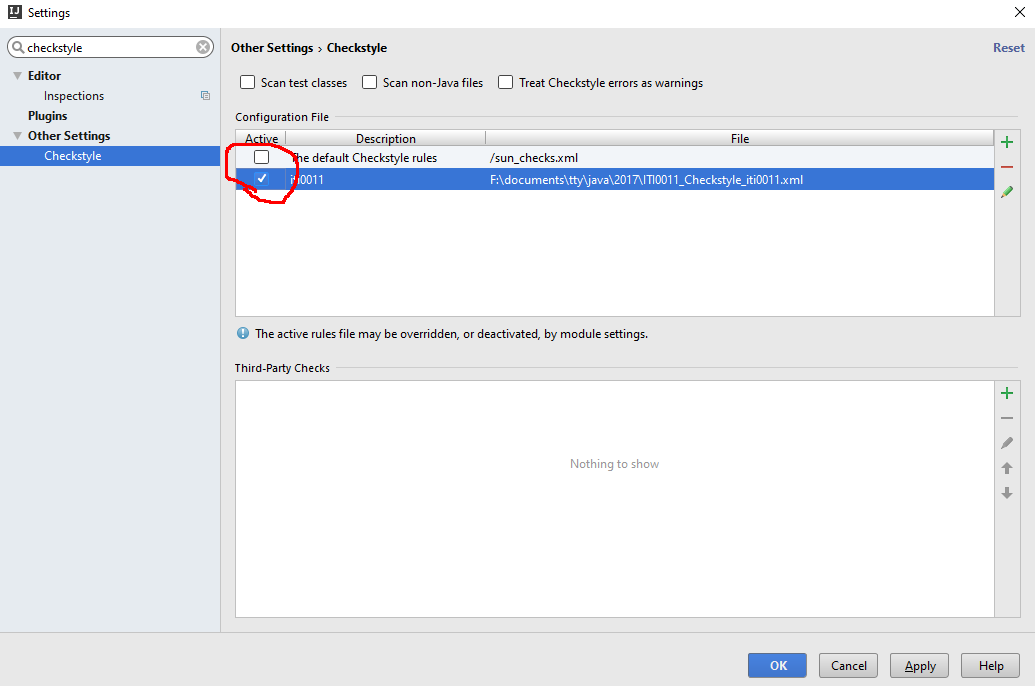 IJ Settings
checkstyle
Other Settings › Checkstyle
Reset
Editor
Inspections
Plugins
Other Settings
Checkstyle
Scan test classes Scan non-Java files Treat Checkstyle errors as warnings
Configuration File
Active Description File
The default Checkstyle rules /sun_checks.xml
iti0011 F:\documents\tty\java\2017\ITI0011_Checkstyle_iti0011.xml
The active rules file may be overridden, or deactivated, by module settings.
Third-Party Checks
Nothing to show
OK Cancel Apply Help